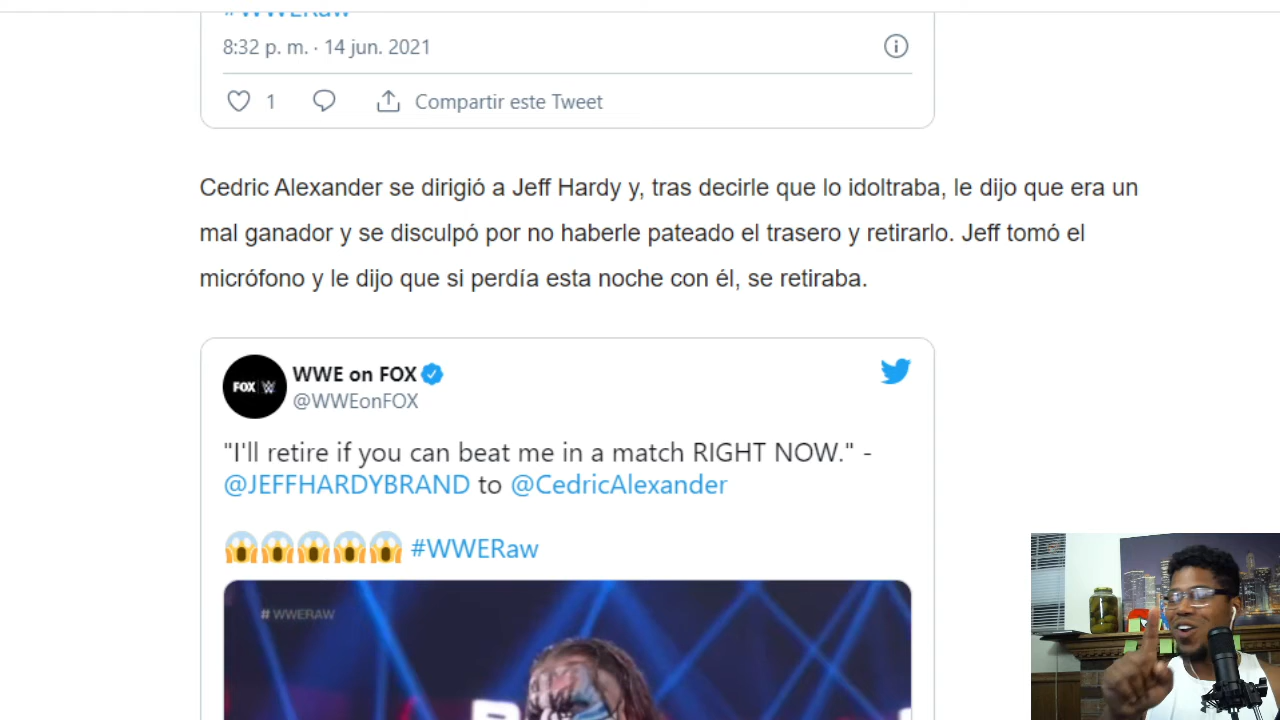 #WWERaw
8:32 p. m. · 14 jun. 2021
1
Compartir este Tweet
Cedric Alexander se dirigió a Jeff Hardy y, tras decirle que lo idoltraba, le dijo que era un
mal ganador y se disculpó por no haberle pateado el trasero y retirarlo. Jeff tomó el
micrófono y le dijo que si perdía esta noche con él, se retiraba.
FOX W
WWE on FOX
@WWEonFOX
"I'll retire if you can beat me in a match RIGHT NOW." -
@JEFFHARDYBRAND to @CedricAlexander
😱😱😱😱😱 #WWERaw
#WWERAW